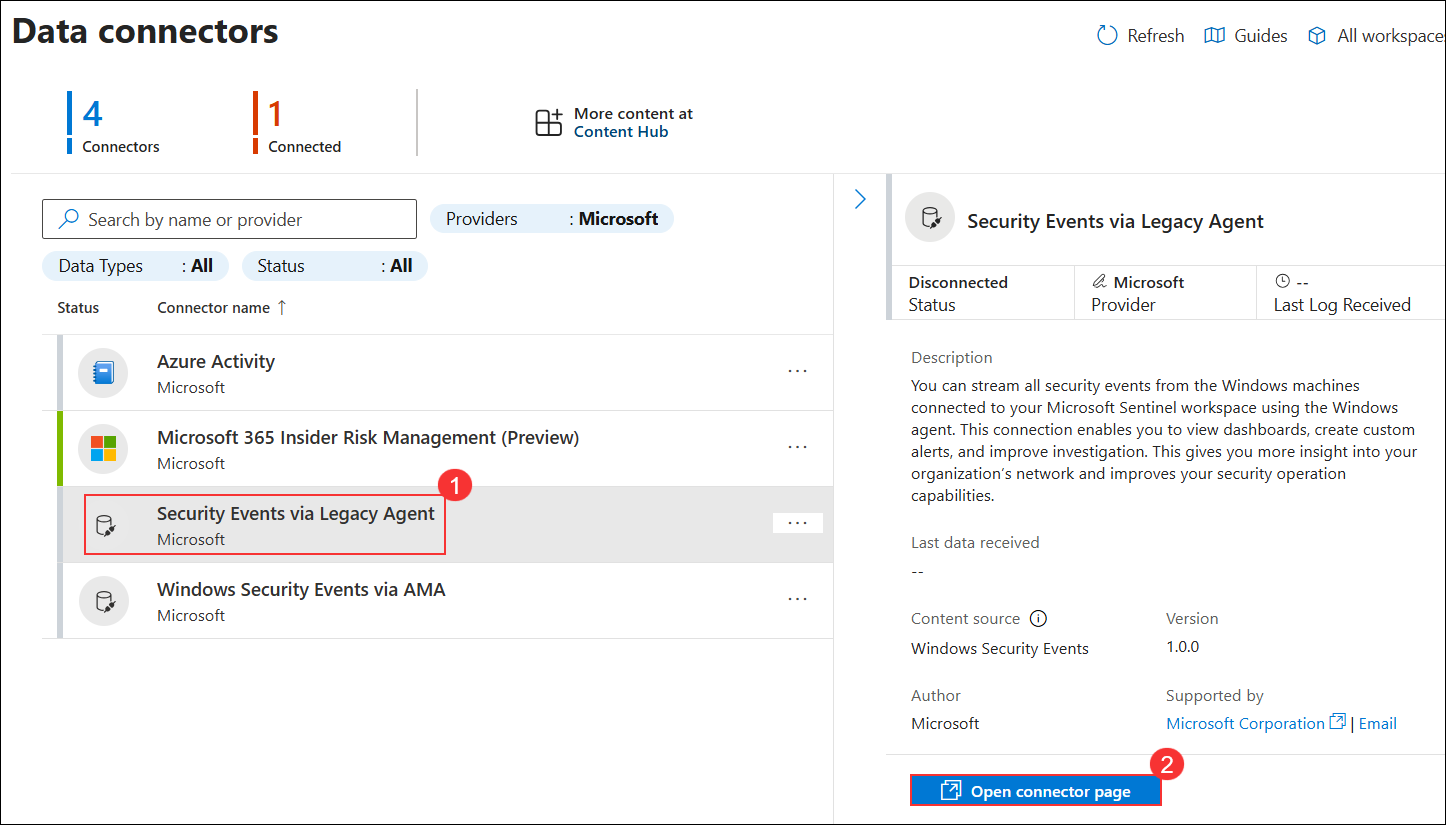 Data connectors
Refresh
Guides
All workspaces
4
Connectors
1
Connected
More content at
Content Hub
Search by name or provider
Providers : Microsoft
Data Types : All
Status : All
Status
Connector name ↑
Azure Activity
Microsoft
...
Microsoft 365 Insider Risk Management (Preview)
Microsoft
...
1
Security Events via Legacy Agent
Microsoft
...
Windows Security Events via AMA
Microsoft
...
Security Events via Legacy Agent
Disconnected
Status
Microsoft
Provider
--
Last Log Received
Description
You can stream all security events from the Windows machines
connected to your Microsoft Sentinel workspace using the Windows
agent. This connection enables you to view dashboards, create custom
alerts, and improve investigation. This gives you more insight into your
organization’s network and improves your security operation
capabilities.
Last data received
--
Content source
Windows Security Events
Version
1.0.0
Author
Microsoft
Supported by
Microsoft Corporation | Email
2
Open connector page